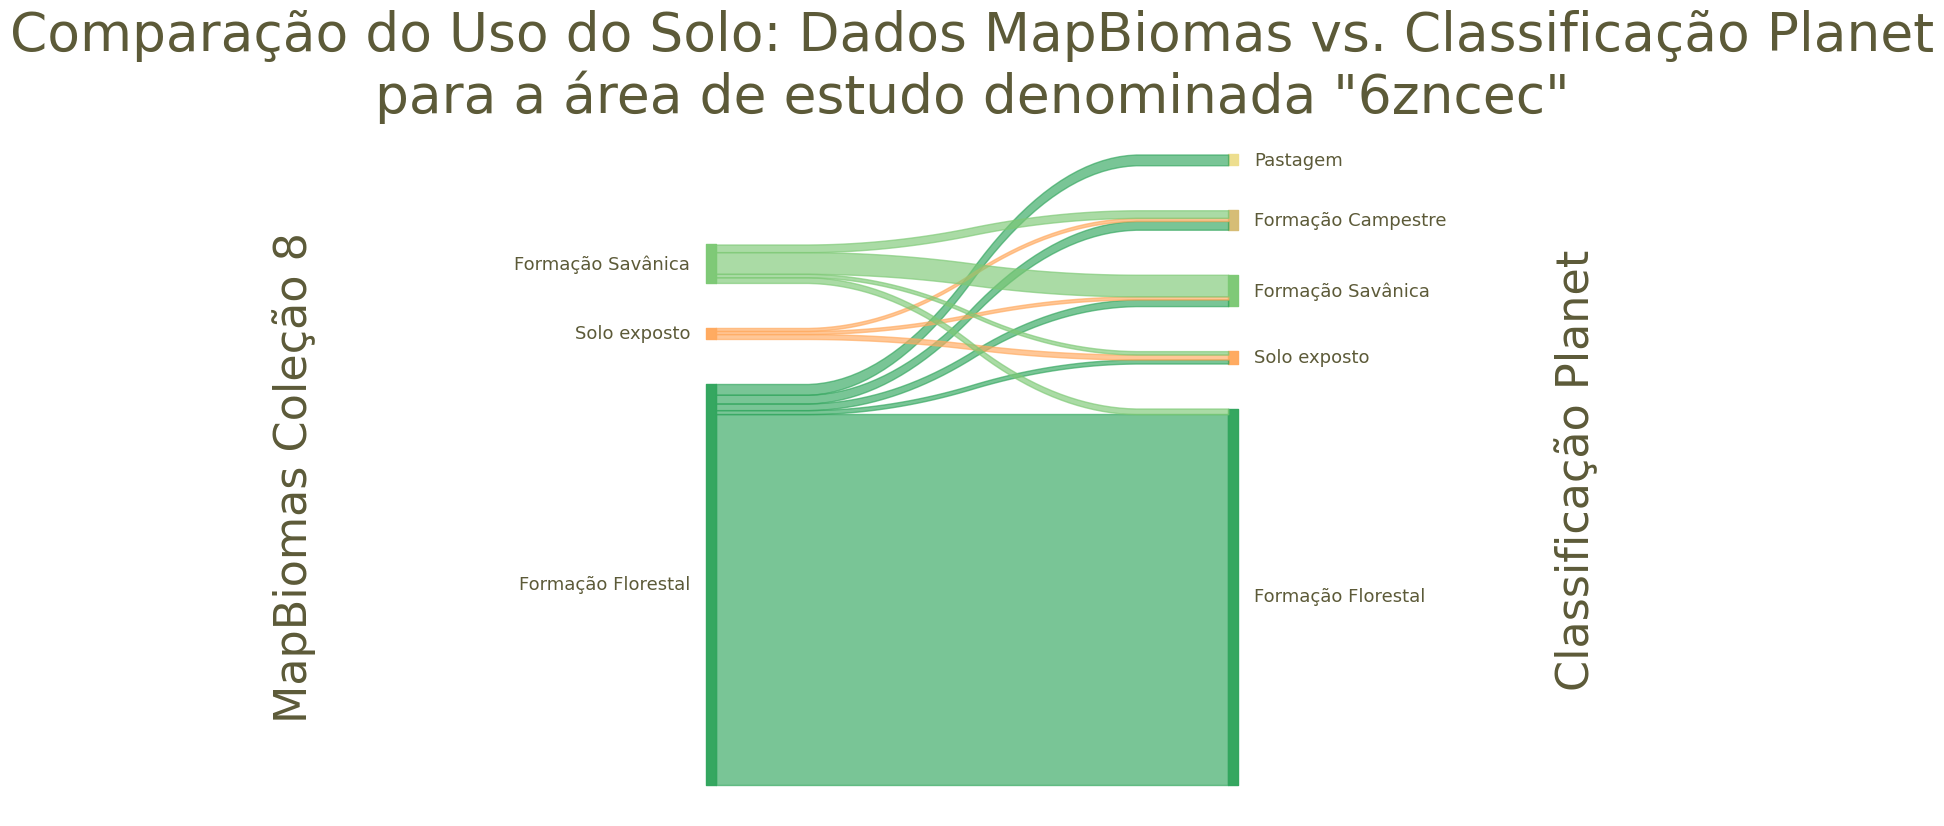 Comparação do Uso do Solo: Dados MapBiomas vs. Classificação Planet
para a área de estudo denominada "6zncec"
MapBiomas Coleção 8
Formação Savânica
Solo exposto
Formação Florestal
Pastagem
Formação Campestre
Formação Savânica
Solo exposto
Formação Florestal
Classificação Planet